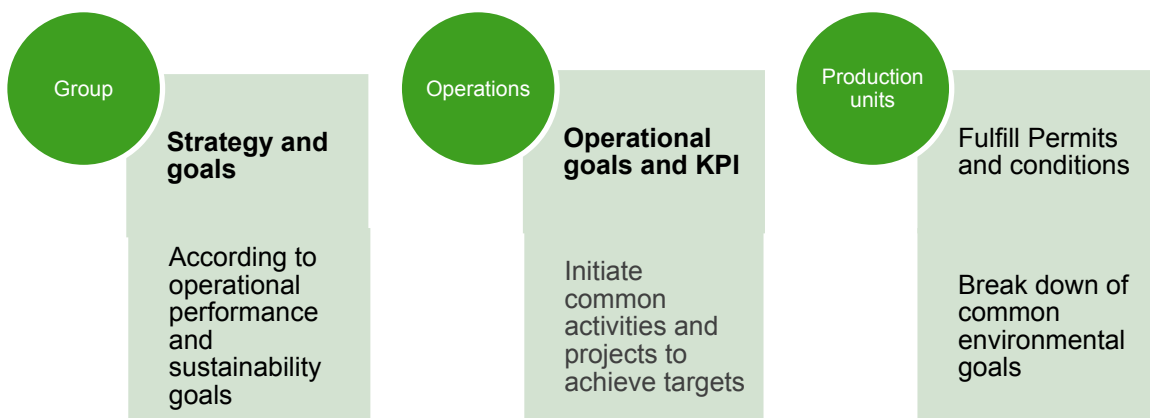 Group
Strategy and
goals
According to
operational
performance
and
sustainability
goals
Operations
Operational
goals and KPI
Initiate
common
activities and
projects to
achieve targets
Production
units
Fulfill Permits
and conditions
Break down of
common
environmental
goals